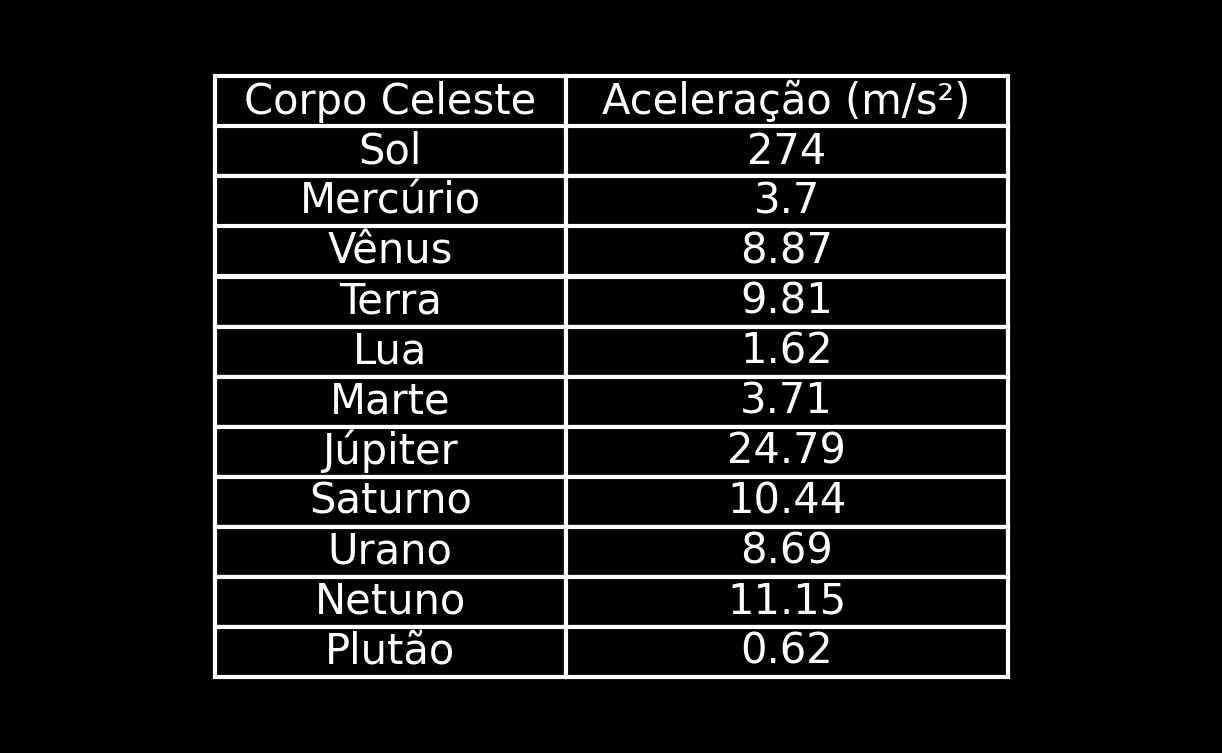 Corpo Celeste Aceleração (m/s²)
Sol 274
Mercúrio 3.7
Vênus 8.87
Terra 9.81
Lua 1.62
Marte 3.71
Júpiter 24.79
Saturno 10.44
Urano 8.69
Netuno 11.15
Plutão 0.62